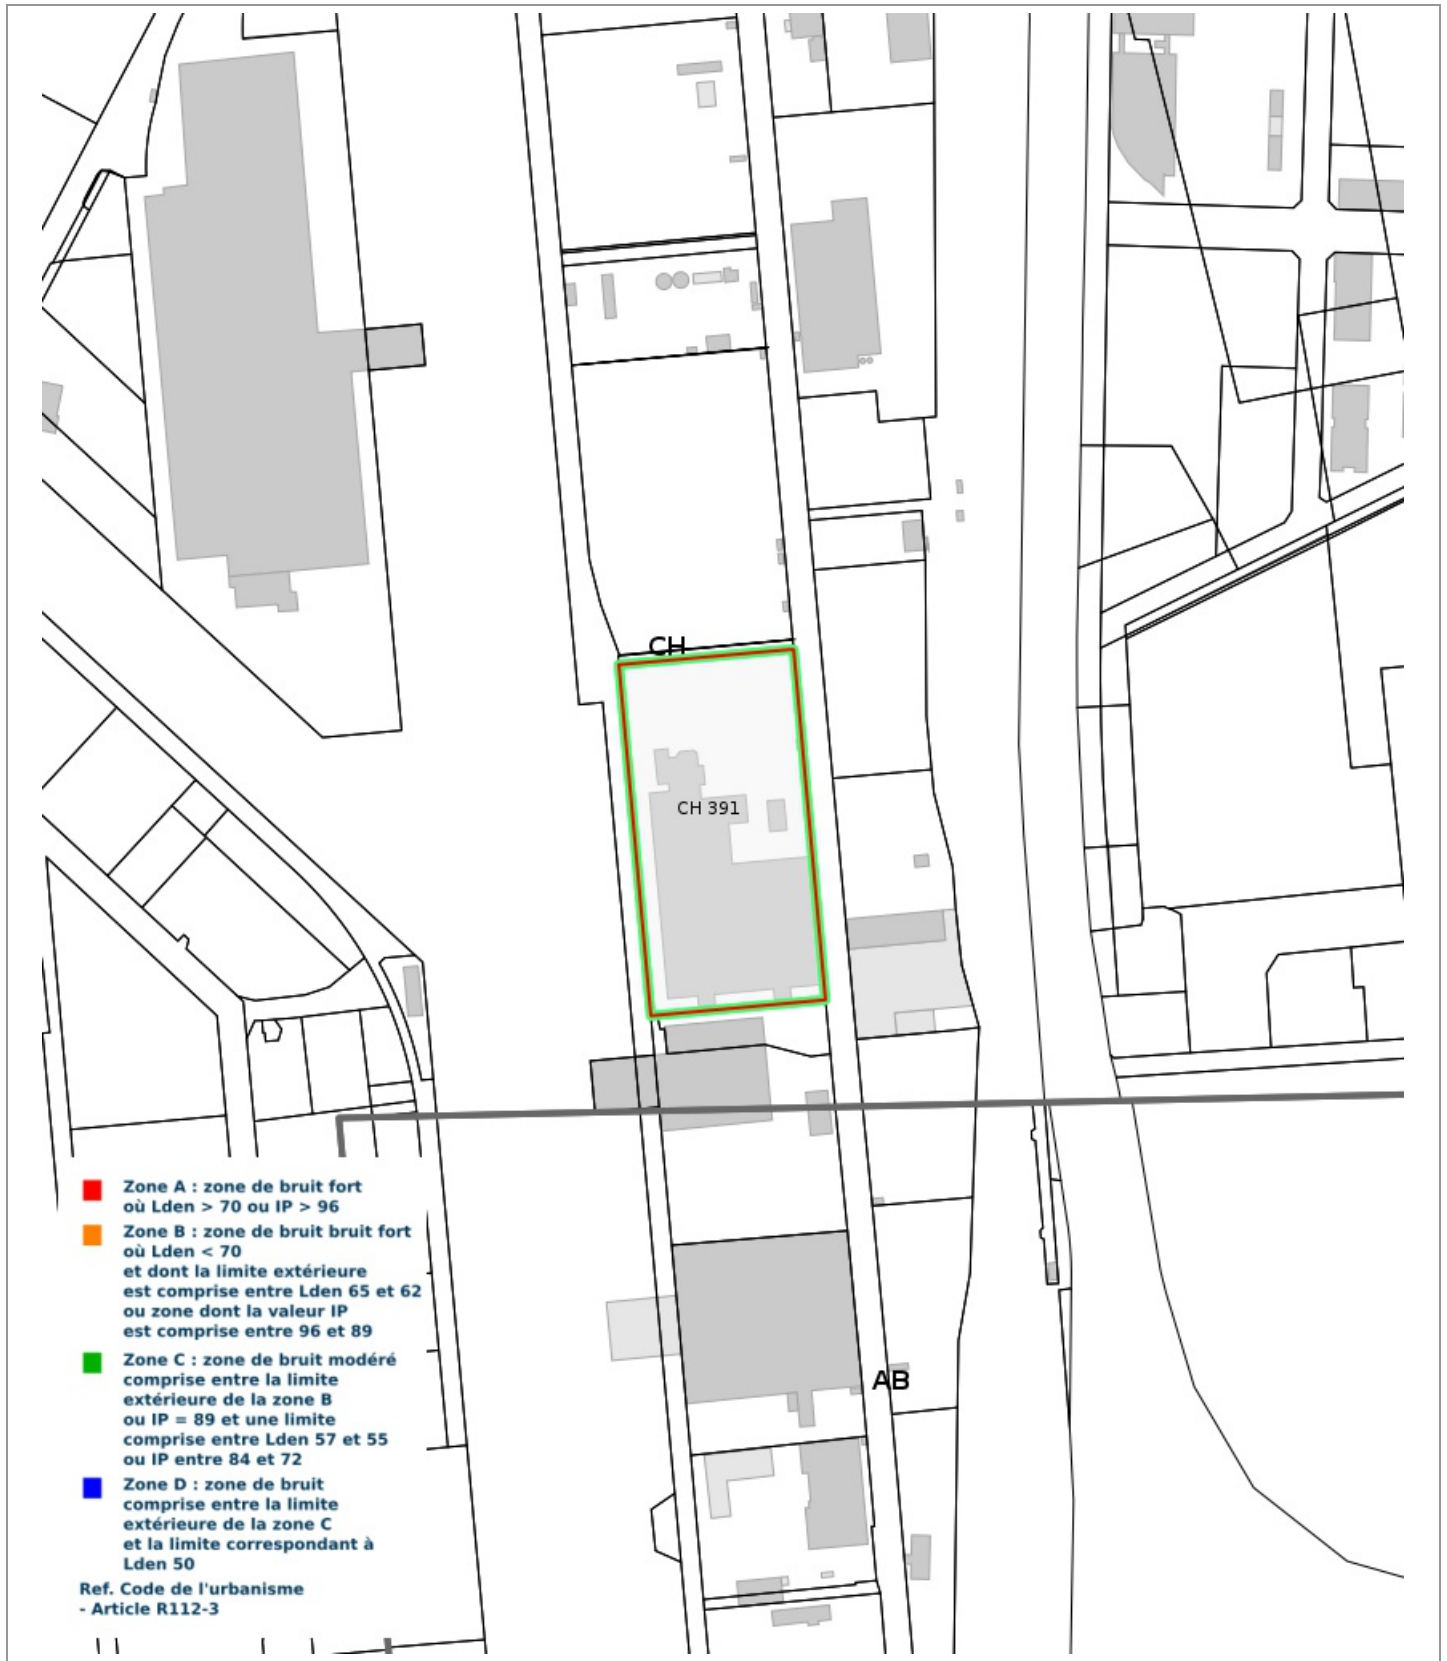 CH
CH 391
AB
Zone A : zone de bruit fort
où Lden > 70 ou IP > 96
Zone B : zone de bruit bruit fort
où Lden < 70
et dont la limite extérieure
est comprise entre Lden 65 et 62
ou zone dont la valeur IP
est comprise entre 96 et 89
Zone C : zone de bruit modéré
comprise entre la limite
extérieure de la zone B
ou IP = 89 et une limite
comprise entre Lden 57 et 55
ou IP entre 84 et 72
Zone D : zone de bruit
comprise entre la limite
extérieure de la zone C
et la limite correspondant à
Lden 50
Ref. Code de l'urbanisme
- Article R112-3